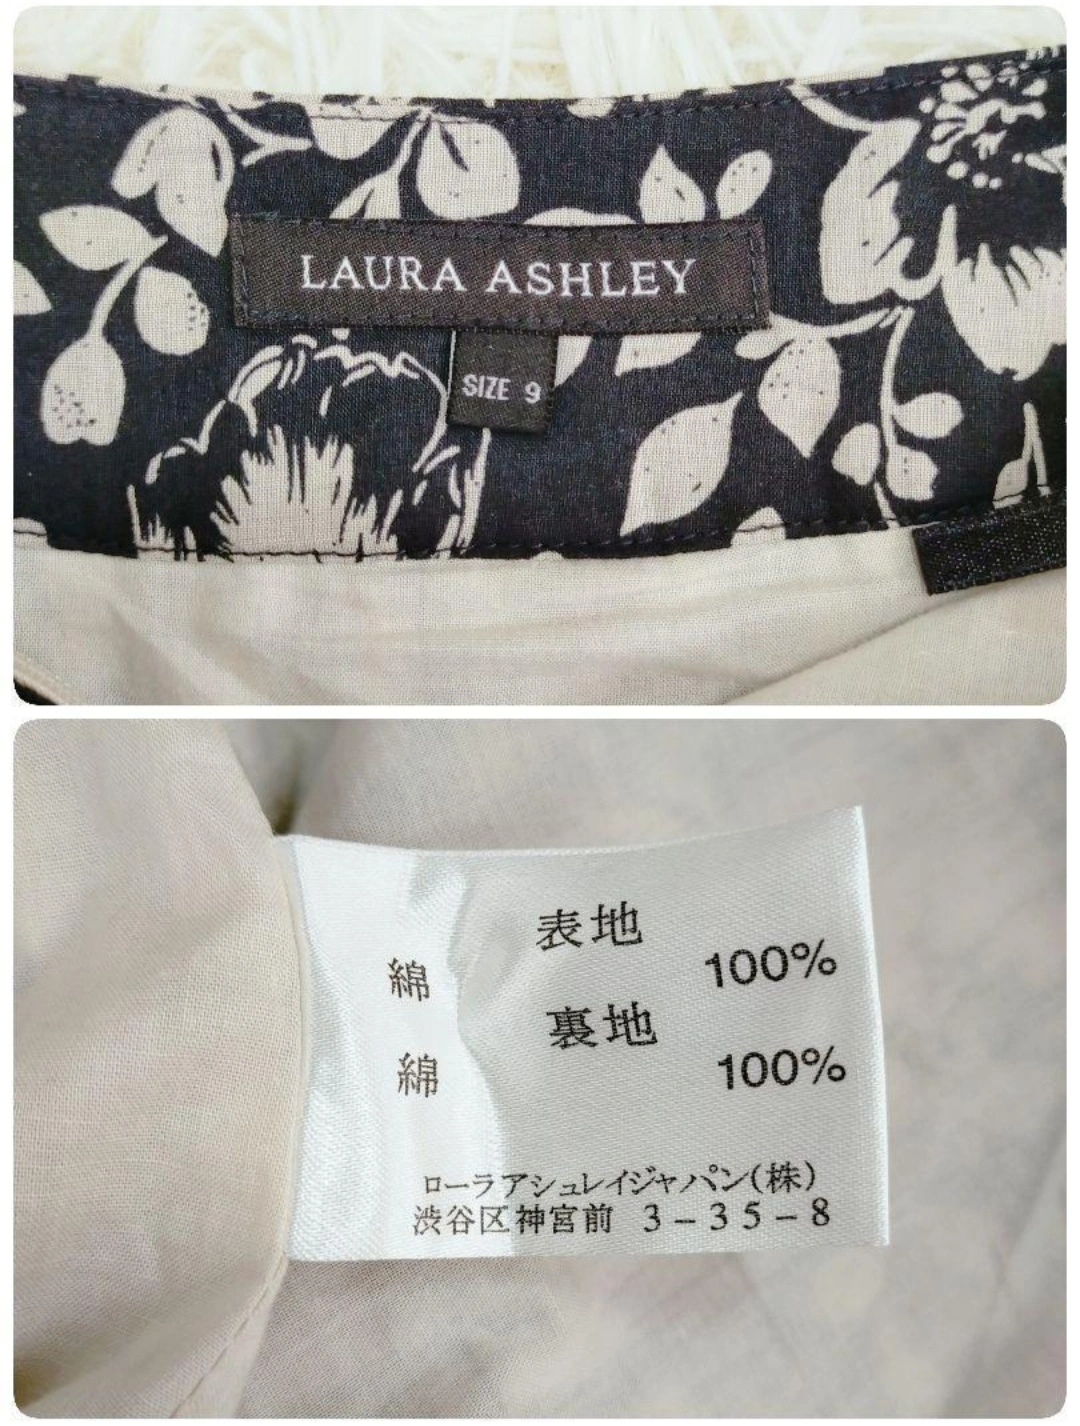 LAURA ASHLEY
SIZE 9
表地
綿 100%
裏地
綿 100%
ローラアシュレイジャパン(株)
渋谷区神宮前 3-35-8